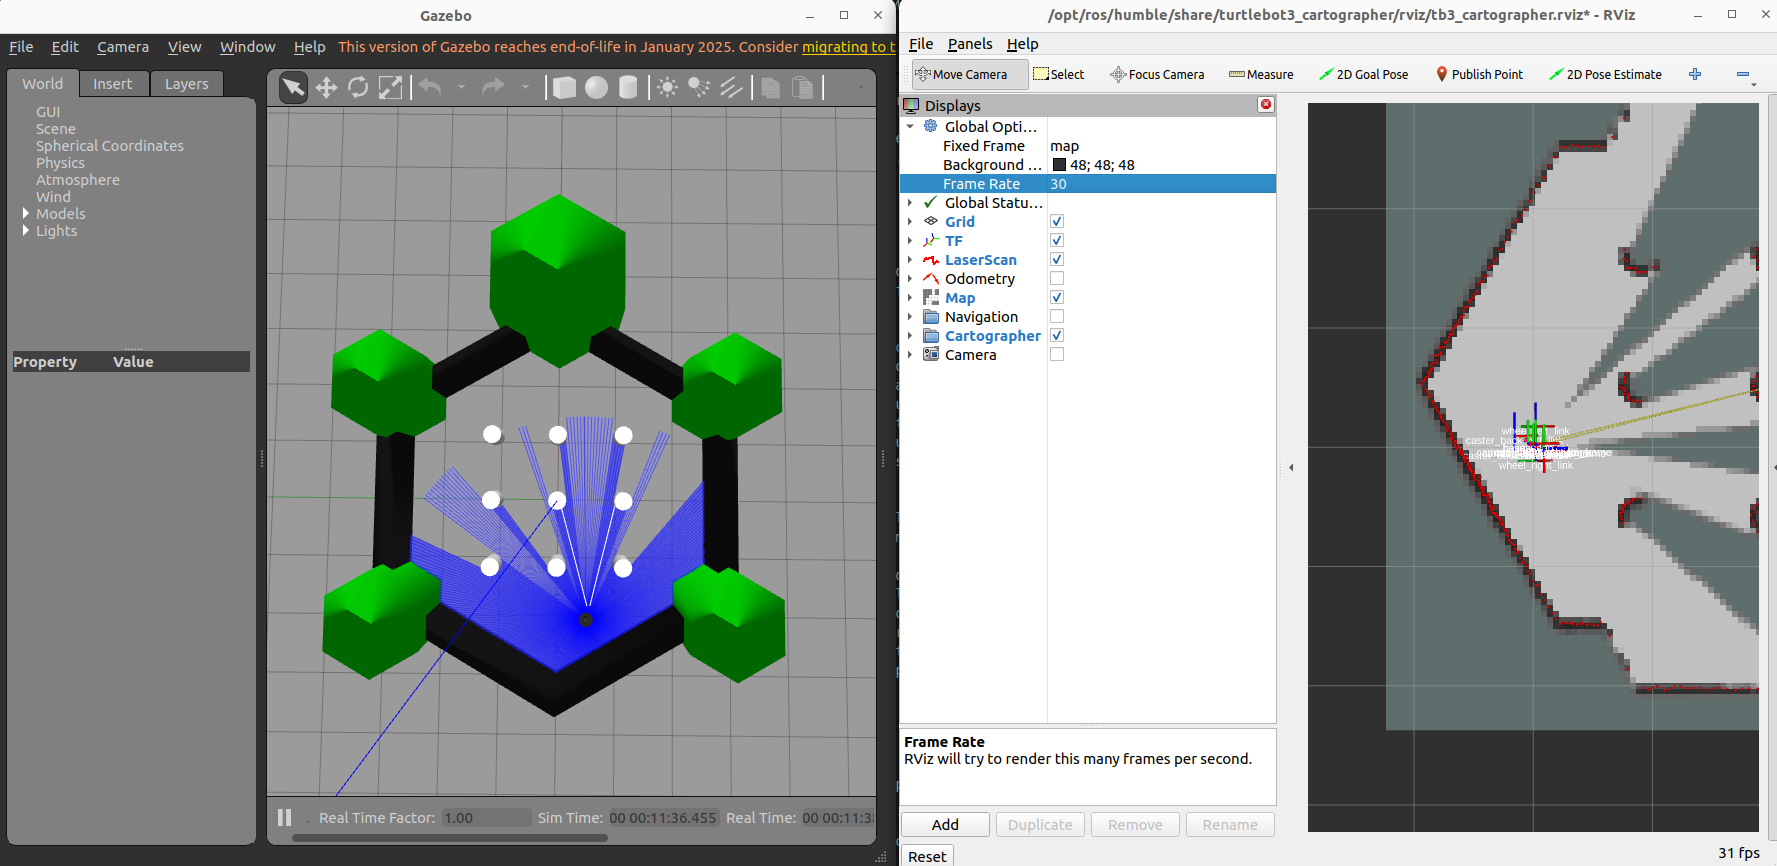 Gazebo
File Edit Camera View Window Help This version of Gazebo reaches end-of-life in January 2025. Consider migrating to t
World Insert Layers
GUI
Scene
Spherical Coordinates
Physics
Atmosphere
Wind
Models
Lights
Property Value
Real Time Factor: 1.00 Sim Time: 00 00:11:36.455 Real Time: 00 00:11:3
/opt/ros/humble/share/turtlebot3_cartographer/rviz/tb3_cartographer.rviz* - RViz
File Panels Help
Move Camera Select Focus Camera Measure 2D Goal Pose Publish Point 2D Pose Estimate
Displays
Global Opti...
Fixed Frame map
Background ... 48; 48; 48
Frame Rate 30
Global Statu...
Grid
TF
LaserScan
Odometry
Map
Navigation
Cartographer
Camera
Frame Rate
RViz will try to render this many frames per second.
Add Duplicate Remove Rename
Reset
wheel_right_link
31 fps